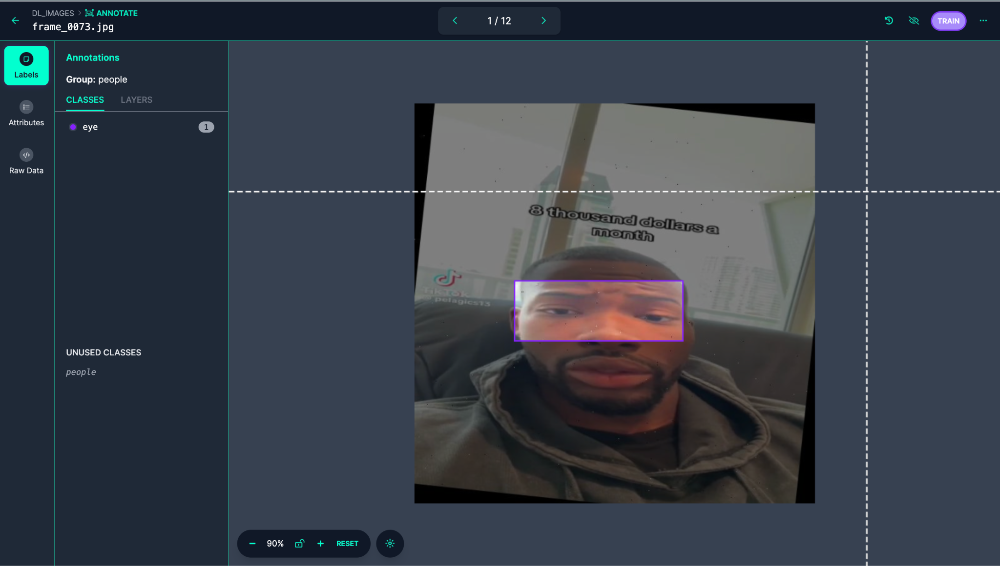 DL_IMAGES > ANNOTATE
frame_0073.jpg
1 / 12
TRAIN
Labels
Attributes
Raw Data
Annotations
Group: people
CLASSES LAYERS
eye 1
UNUSED CLASSES
people
8 thousand dollars a
month
TikTok
@pelagics13
90% RESET